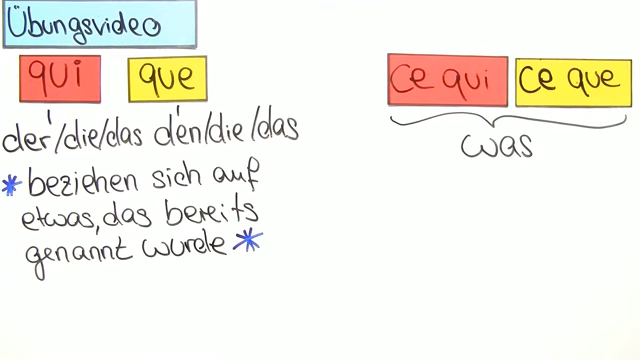 Übungsvideo
qui que
ce qui ce que
der/die/das den/die/das
was
*beziehen sich auf
etwas, das bereits
genannt wurde*